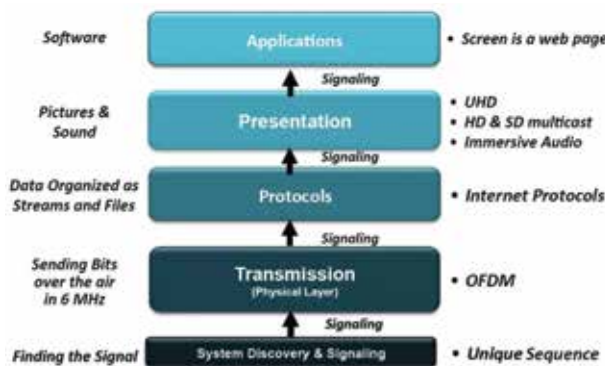 Software
Applications
• Screen is a web page
Signaling
Pictures &
Sound
Presentation
• UHD
• HD & SD multicast
• Immersive Audio
Signaling
Data Organized as
Streams and Files
Protocols
• Internet Protocols
Signaling
Sending Bits
over the air
in 6 MHz
Transmission
(Physical Layer)
• OFDM
Signaling
Finding the Signal
System Discovery & Signaling
• Unique Sequence